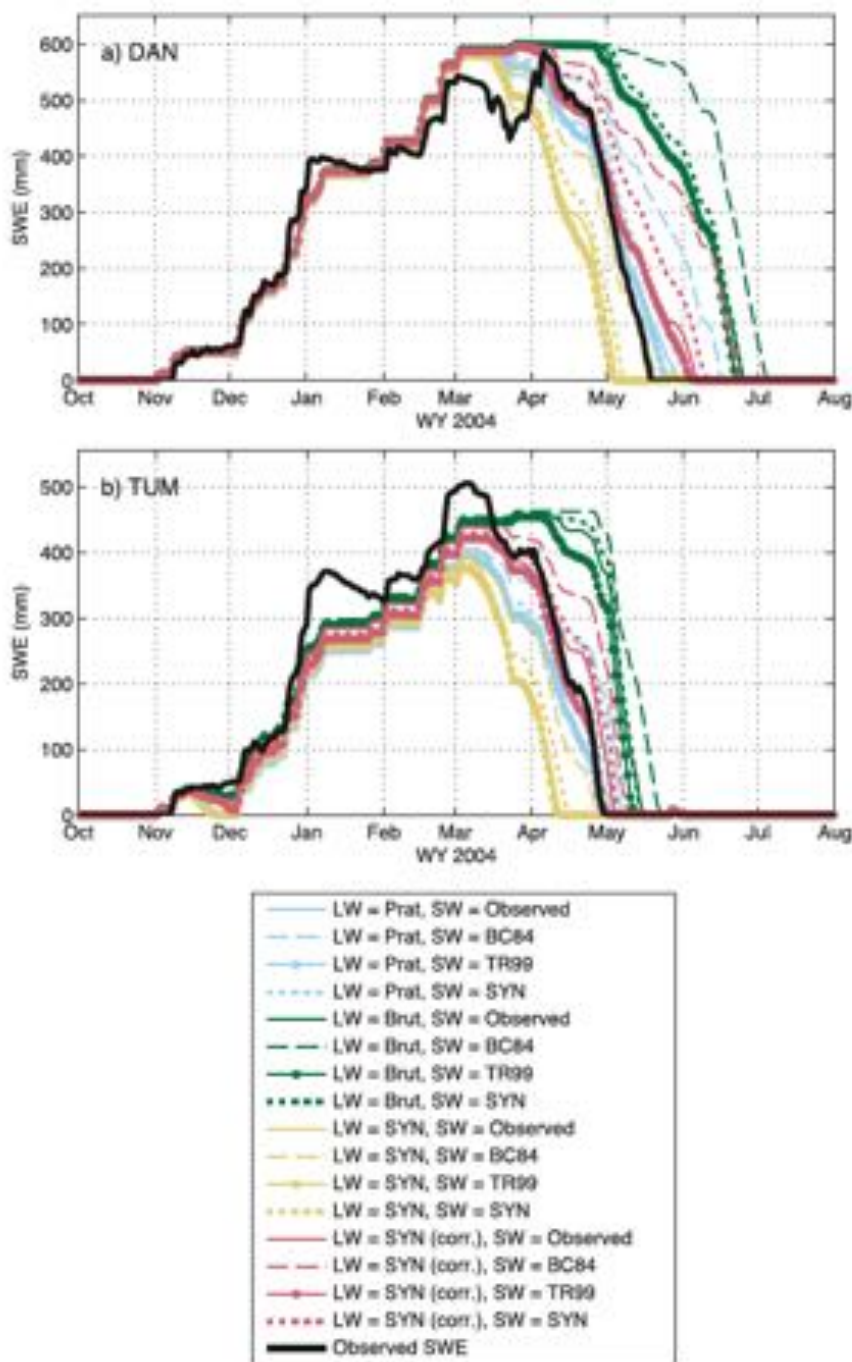 a) DAN
600
500
400
300
200
100
0
SWE (mm)
Oct Nov Dec Jan Feb Mar Apr May Jun Jul Aug
WY 2004
b) TUM
500
400
300
200
100
0
SWE (mm)
Oct Nov Dec Jan Feb Mar Apr May Jun Jul Aug
WY 2004
LW = Prat, SW = Observed
LW = Prat, SW = BC84
LW = Prat, SW = TR99
LW = Prat, SW = SYN
LW = Brut, SW = Observed
LW = Brut, SW = BC84
LW = Brut, SW = TR99
LW = Brut, SW = SYN
LW = SYN, SW = Observed
LW = SYN, SW = BC84
LW = SYN, SW = TR99
LW = SYN, SW = SYN
LW = SYN (corr.), SW = Observed
LW = SYN (corr.), SW = BC84
LW = SYN (corr.), SW = TR99
LW = SYN (corr.), SW = SYN
Observed SWE